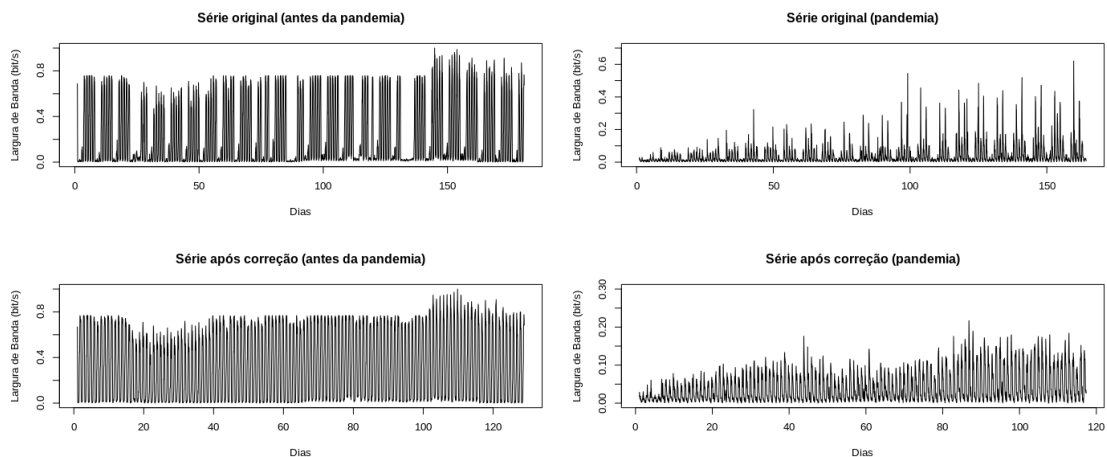 Série original (antes da pandemia)
Largura de Banda (bit/s)
0.0 0.4 0.8
0 50 100 150
Dias
Série original (pandemia)
Largura de Banda (bit/s)
0.0 0.2 0.4 0.6
0 50 100 150
Dias
Série após correção (antes da pandemia)
Largura de Banda (bit/s)
0.0 0.4 0.8
0 20 40 60 80 100 120
Dias
Série após correção (pandemia)
Largura de Banda (bit/s)
0.00 0.10 0.20 0.30
0 20 40 60 80 100 120
Dias